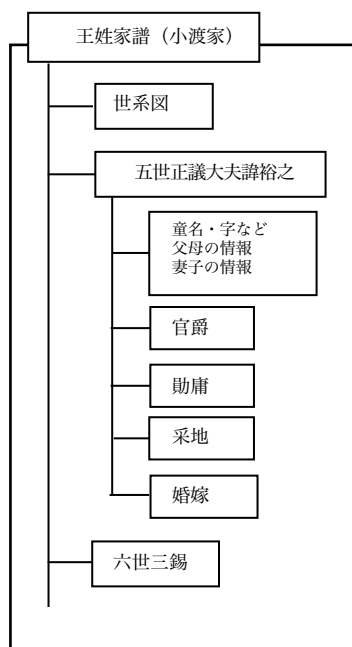 王姓家譜（小渡家）
世系図
五世正議大夫諱裕之
童名・字など
父母の情報
妻子の情報
官爵
勛庸
采地
婚嫁
六世三錫